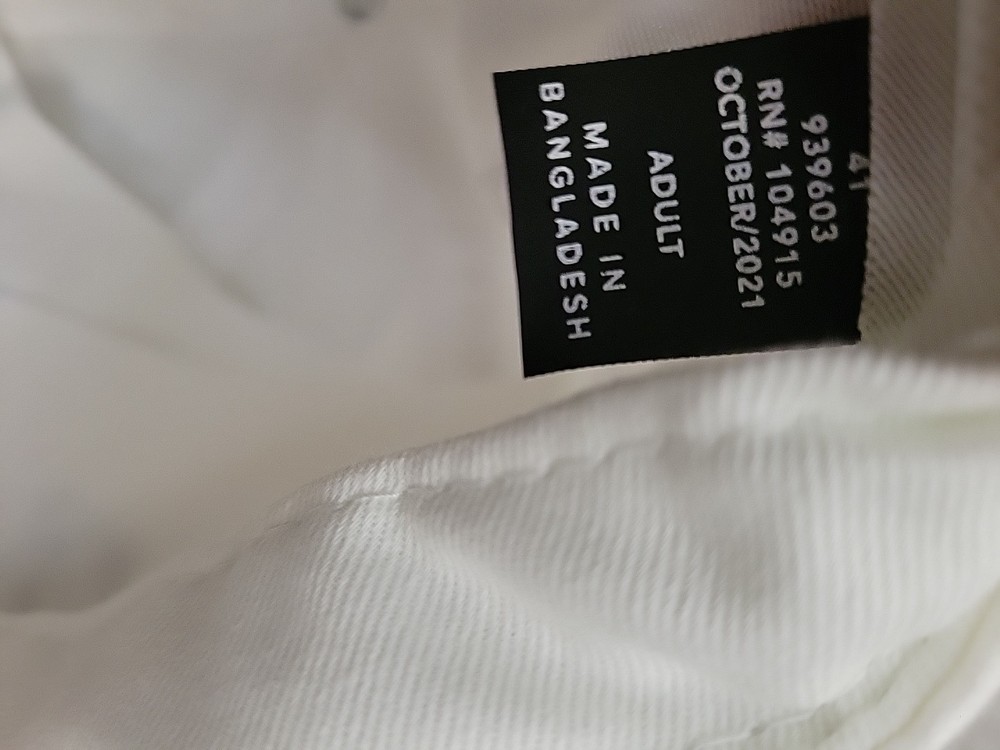 939603
RN# 104915
OCTOBER/2021
ADULT
MADE IN
BANGLADESH